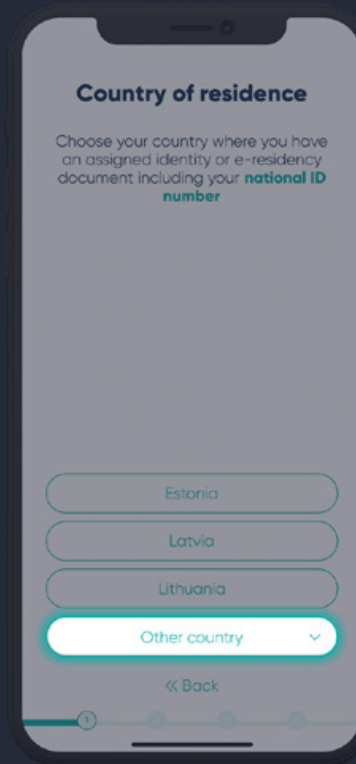 Country of residence
Choose your country where you have
an assigned identity or e-residency
document including your national ID
number
Estonia
Latvia
Lithuania
Other country
« Back
1